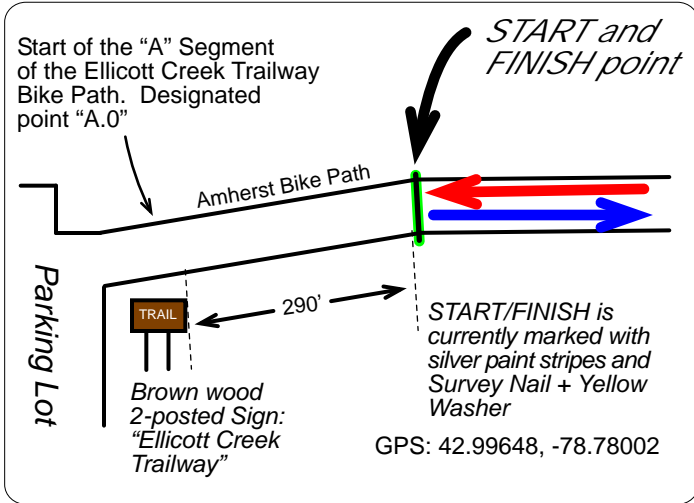 Start of the “A” Segment
of the Ellicott Creek Trailway
Bike Path.  Designated
point “A.0”
START and
FINISH point
Amherst Bike Path
Parking Lot
TRAIL
290’
Brown wood
2-posted Sign:
“Ellicott Creek
Trailway”
START/FINISH is
currently marked with
silver paint stripes and
Survey Nail + Yellow
Washer
GPS: 42.99648, -78.78002